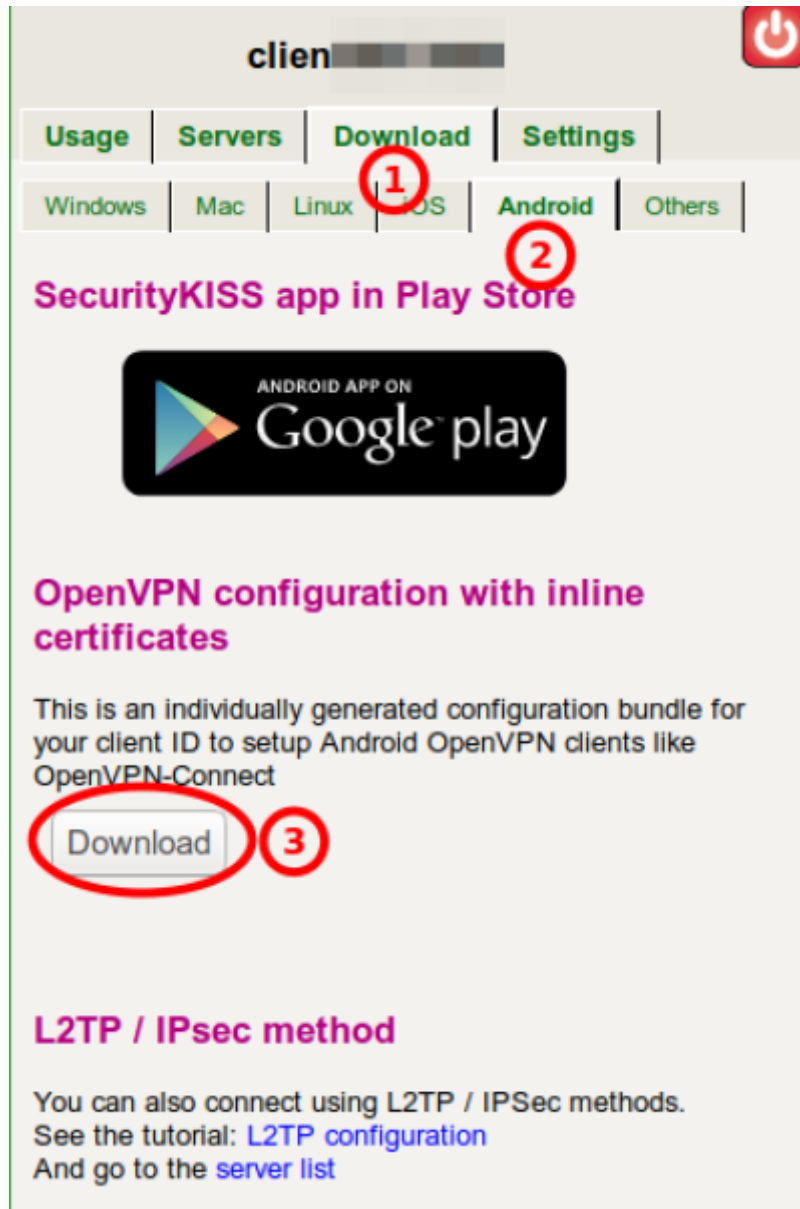 clien
Usage Servers Download Settings
1
Windows Mac Linux iOS Android Others
2
SecurityKISS app in Play Store
ANDROID APP ON
Google play
OpenVPN configuration with inline
certificates
This is an individually generated configuration bundle for
your client ID to setup Android OpenVPN clients like
OpenVPN-Connect
Download 3
L2TP / IPsec method
You can also connect using L2TP / IPSec methods.
See the tutorial: L2TP configuration
And go to the server list